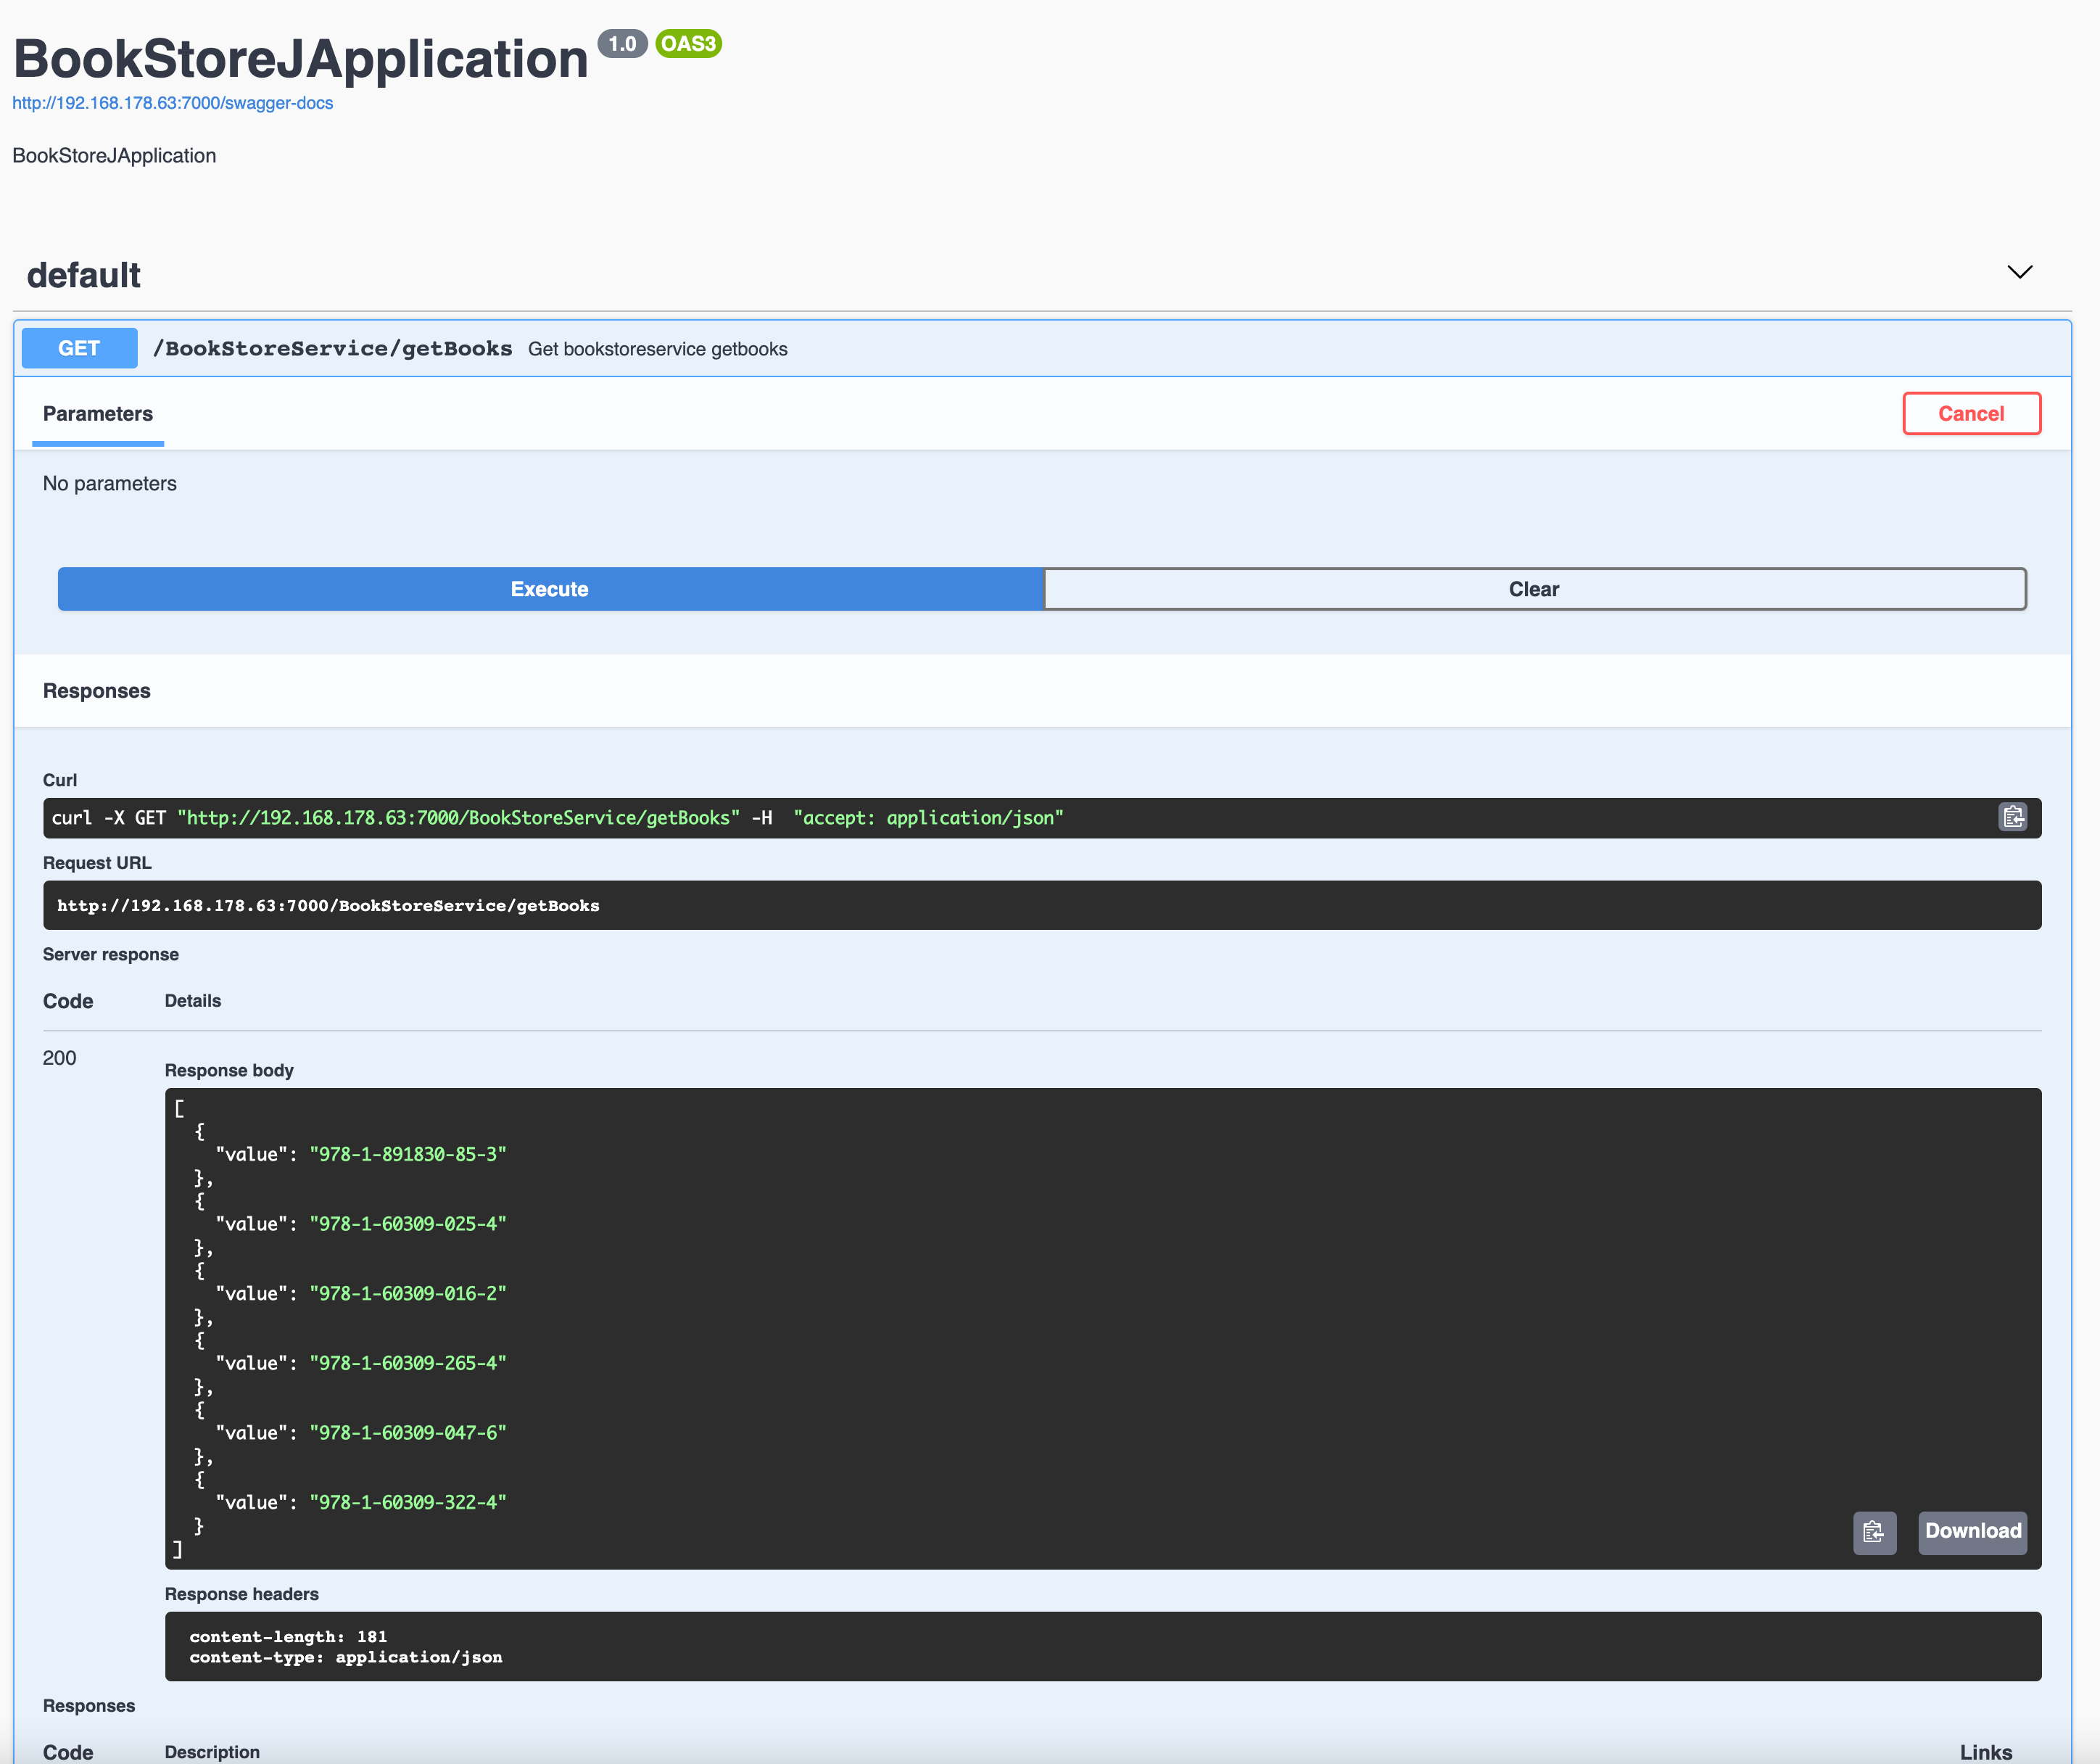 BookStoreJApplication 1.0 OAS3
http://192.168.178.63:7000/swagger-docs
BookStoreJApplication
default
GET /BookStoreService/getBooks Get bookstoreservice getbooks
Parameters Cancel
No parameters
Execute Clear
Responses
Curl
curl -X GET "http://192.168.178.63:7000/BookStoreService/getBooks" -H  "accept: application/json"
Request URL
http://192.168.178.63:7000/BookStoreService/getBooks
Server response
Code Details
200
Response body
[
  {
    "value": "978-1-891830-85-3"
  },
  {
    "value": "978-1-60309-025-4"
  },
  {
    "value": "978-1-60309-016-2"
  },
  {
    "value": "978-1-60309-265-4"
  },
  {
    "value": "978-1-60309-047-6"
  },
  {
    "value": "978-1-60309-322-4"
  }
]
Download
Response headers
content-length: 181
content-type: application/json
Responses
Code Description Links